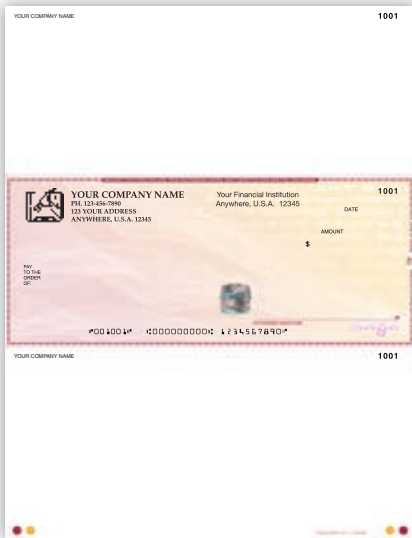 YOUR COMPANY NAME 1001
YOUR COMPANY NAME
PH. 123-456-7890
123 YOUR ADDRESS
ANYWHERE, U.S.A. 12345
Your Financial Institution
Anywhere, U.S.A. 12345
1001
DATE
AMOUNT
$
PAY
TO THE
ORDER
OF:
⑈001001⑈ ⑆000000000⑆ 1234567890⑈
YOUR COMPANY NAME 1001